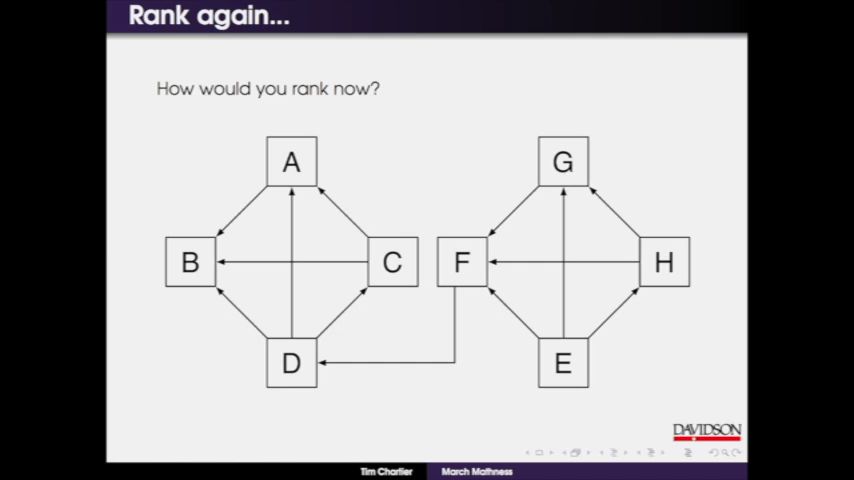 Rank again...
How would you rank now?
A
G
B
C
F
H
D
E
DAVIDSON
Tim Chartier
March Mathness